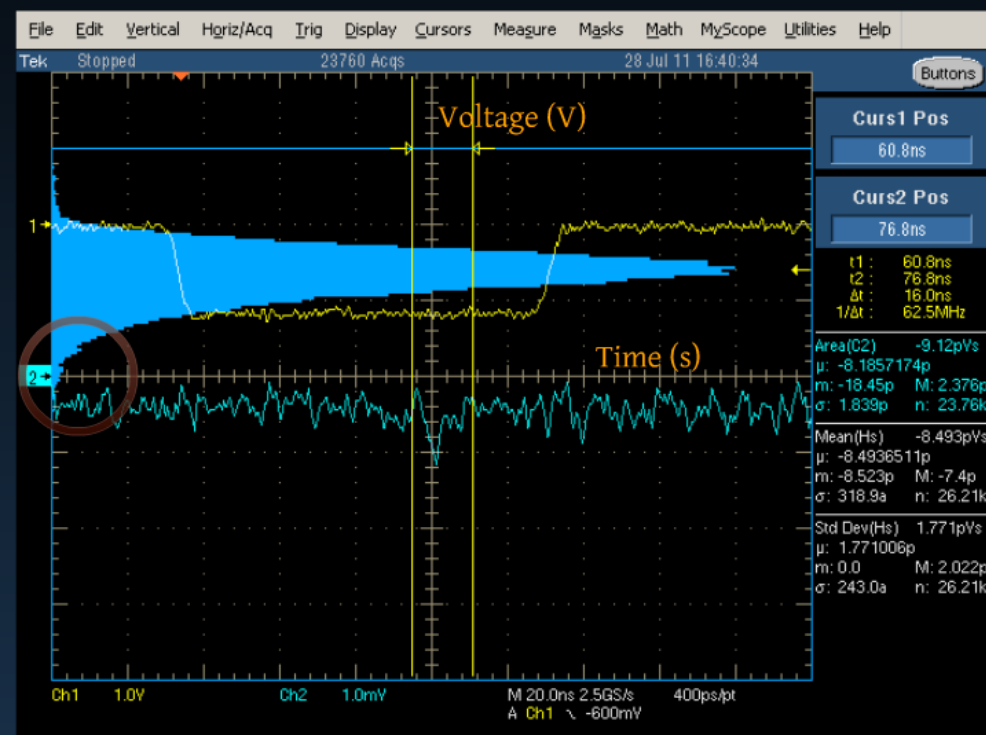 File Edit Vertical Horiz/Acq Trig Display Cursors Measure Masks Math MyScope Utilities Help
Tek Stopped 23760 Acqs 28 Jul 11 16:40:34
Buttons
Voltage (V)
Curs1 Pos
60.8ns
Curs2 Pos
76.8ns
1
t1 : 60.8ns
t2 : 76.8ns
Δt : 16.0ns
1/Δt : 62.5MHz
Time (s)
2
Area(C2) -9.12pVs
µ: -8.1857174p
m: -18.45p M: 2.376p
σ: 1.839p n: 23.76k
Mean(Hs) -8.493pVs
µ: -8.4936511p
m: -8.523p M: -7.4p
σ: 318.9a n: 26.21k
Std Dev(Hs) 1.771pVs
µ: 1.771006p
m: 0.0 M: 2.022p
σ: 243.0a n: 26.21k
Ch1 1.0V Ch2 1.0mV M 20.0ns 2.5GS/s 400ps/pt
A Ch1 -600mV